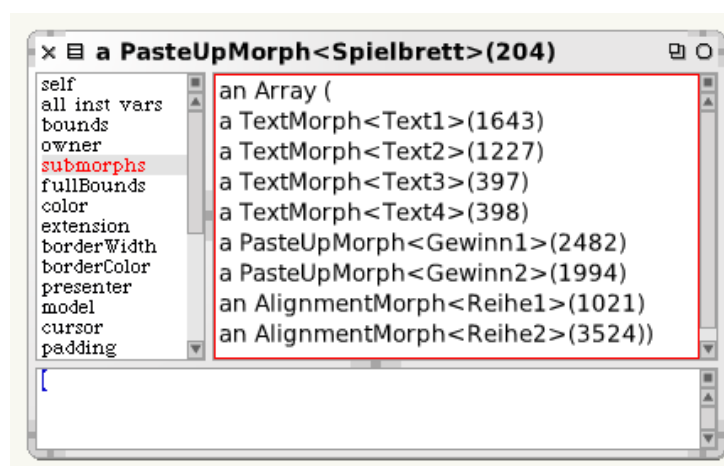 a PasteUpMorph<Spielbrett>(204)
self
all inst vars
bounds
owner
submorphs
fullBounds
color
extension
borderWidth
borderColor
presenter
model
cursor
padding
an Array (
a TextMorph<Text1>(1643)
a TextMorph<Text2>(1227)
a TextMorph<Text3>(397)
a TextMorph<Text4>(398)
a PasteUpMorph<Gewinn1>(2482)
a PasteUpMorph<Gewinn2>(1994)
an AlignmentMorph<Reihe1>(1021)
an AlignmentMorph<Reihe2>(3524))